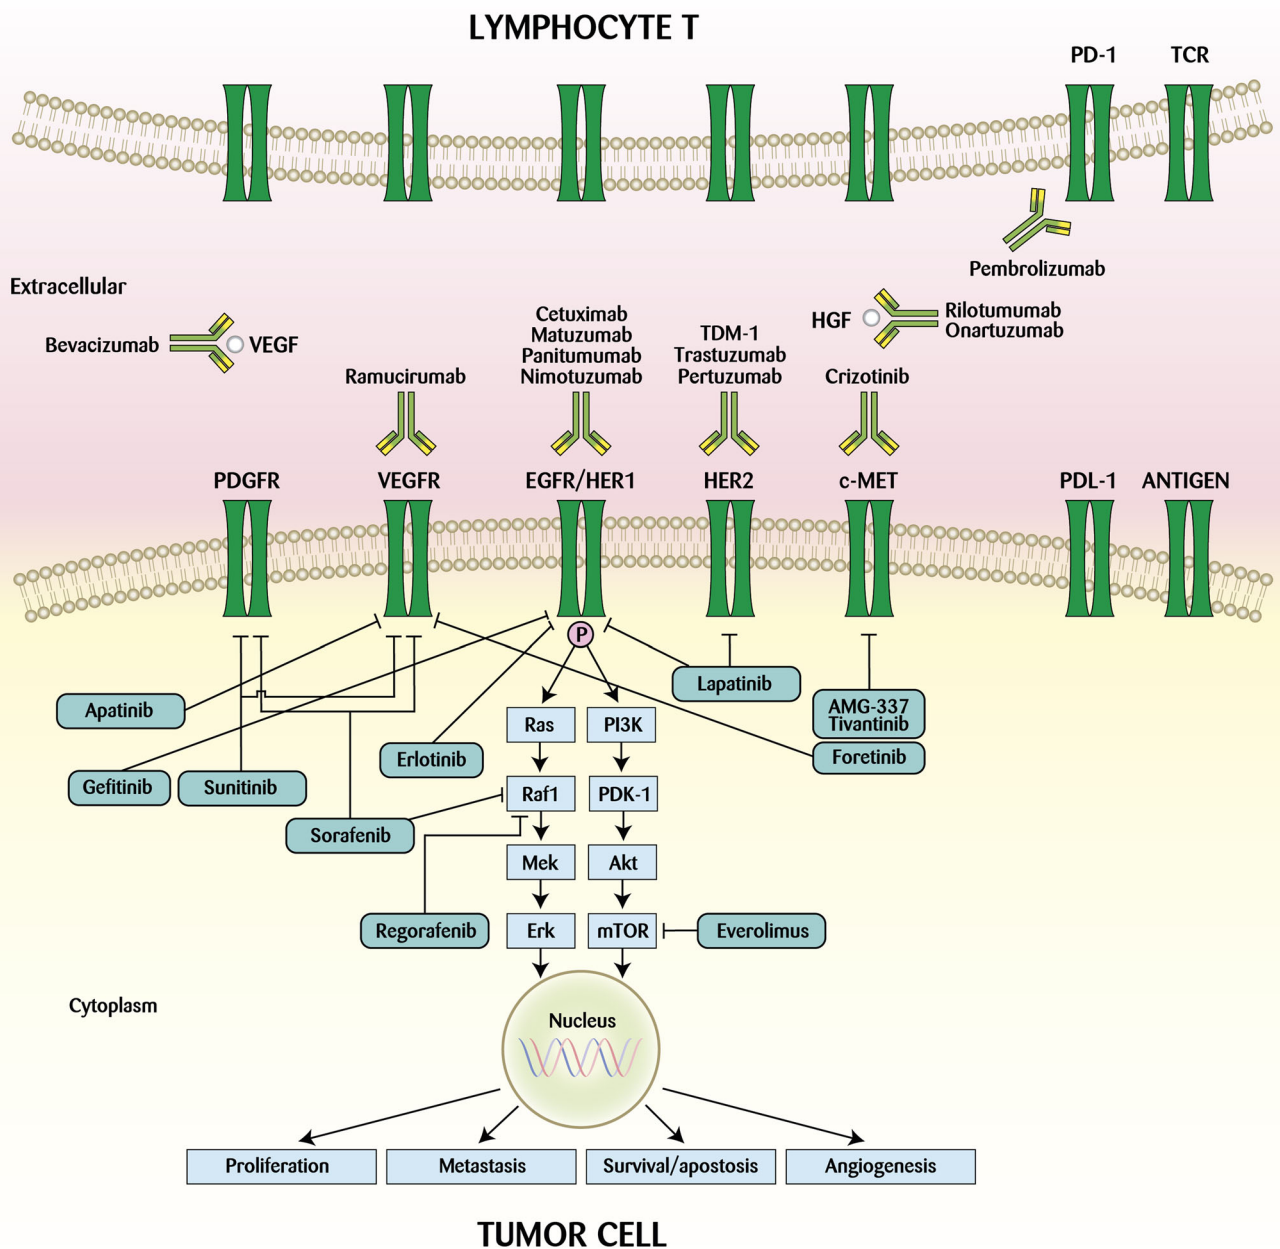 LYMPHOCYTE T
PD-1
TCR
Pembrolizumab
Extracellular
Bevacizumab
VEGF
Ramucirumab
Cetuximab
Matuzumab
Panitumumab
Nimotuzumab
TDM-1
Trastuzumab
Pertuzumab
HGF
Rilotumumab
Onartuzumab
Crizotinib
PDGFR
VEGFR
EGFR/HER1
HER2
c-MET
PDL-1
ANTIGEN
P
Lapatinib
Apatinib
AMG-337
Tivantinib
Foretinib
Ras
PI3K
Erlotinib
Gefitinib
Sunitinib
Raf1
PDK-1
Sorafenib
Mek
Akt
Regorafenib
Erk
mTOR
Everolimus
Cytoplasm
Nucleus
Proliferation
Metastasis
Survival/apostosis
Angiogenesis
TUMOR CELL